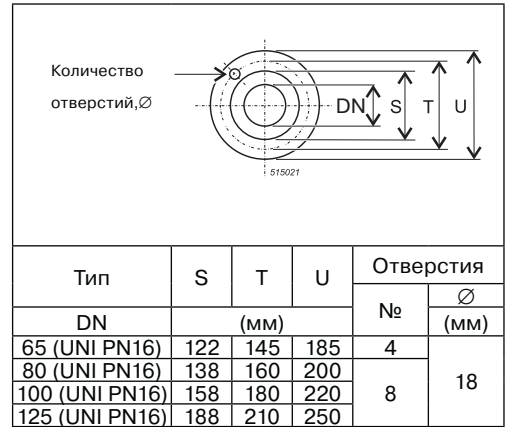 Количество
отверстий,∅
DN S T U
515021
Тип S T U Отверстия
№ ∅
DN (мм) (мм)
65 (UNI PN16) 122 145 185 4
80 (UNI PN16) 138 160 200
100 (UNI PN16) 158 180 220 8 18
125 (UNI PN16) 188 210 250